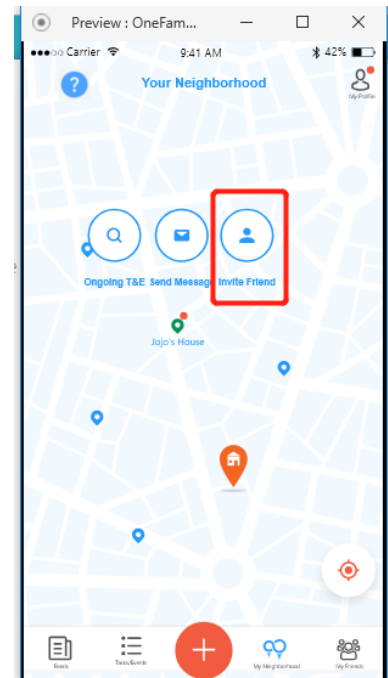 Preview : OneFam...
Carrier 9:41 AM 42%
? Your Neighborhood
My Profile
Ongoing T&E Send Message Invite Friend
Jojo's House
Feeds Tasks/Events My Neighborhood My Friends